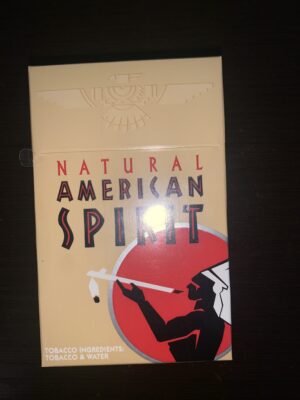 NATURAL
AMERICAN
SPIRIT
TOBACCO INGREDIENTS:
TOBACCO & WATER